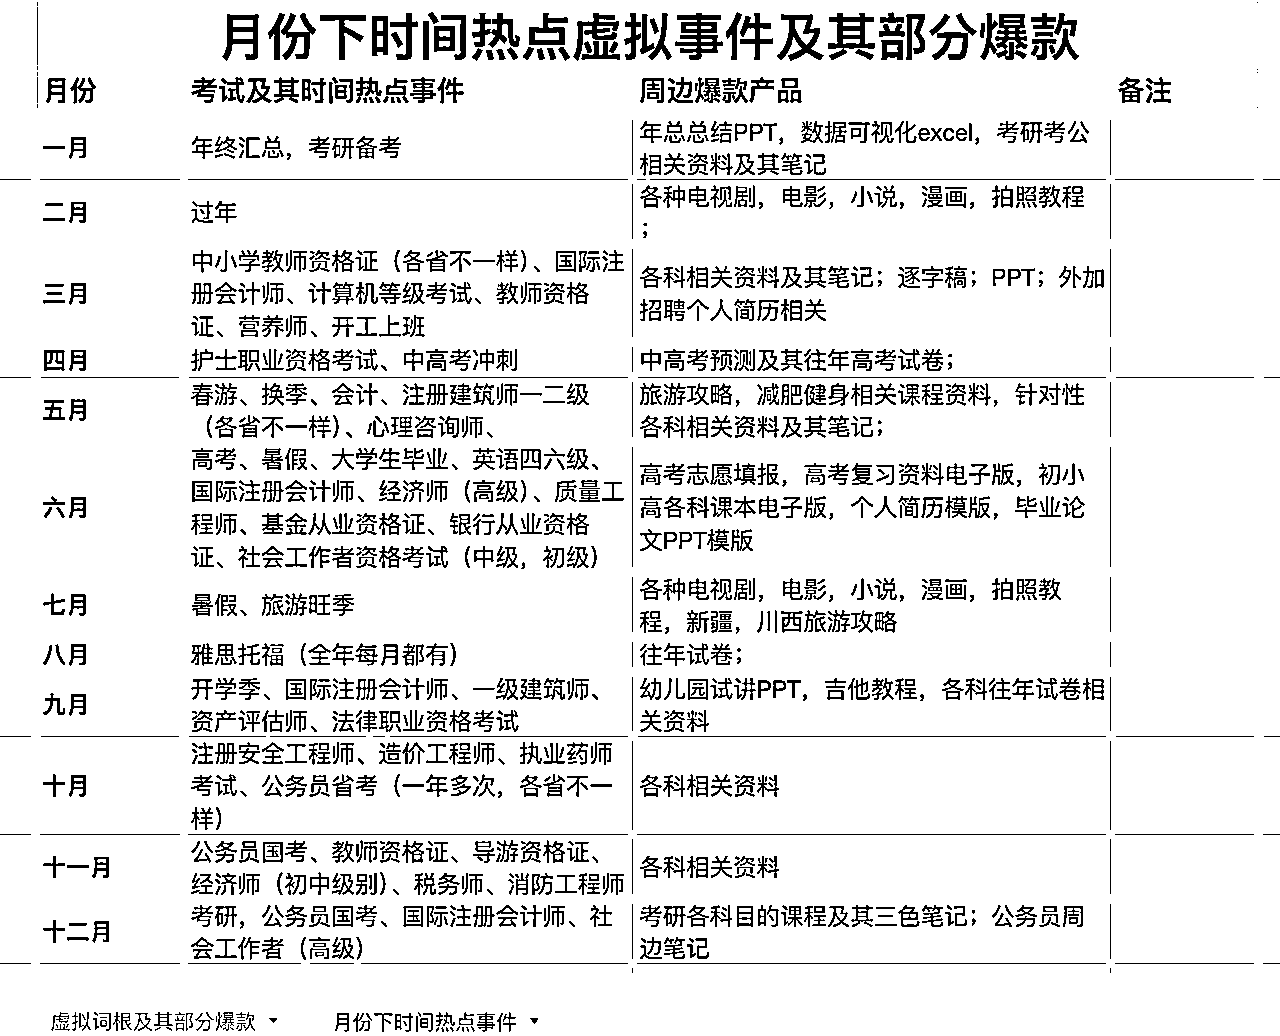 月份下时间热点虚拟事件及其部分爆款
月份 考试及其时间热点事件 周边爆款产品 备注
一月 年终汇总，考研备考 年总总结PPT，数据可视化excel，考研考公
相关资料及其笔记
二月 过年 各种电视剧，电影，小说，漫画，拍照教程
；
三月 中小学教师资格证（各省不一样）、国际注
册会计师、计算机等级考试、教师资格
证、营养师、开工上班
各科相关资料及其笔记；逐字稿；PPT；外加
招聘个人简历相关
四月 护士职业资格考试、中高考冲刺 中高考预测及其往年高考试卷；
五月 春游、换季、会计、注册建筑师一二级
（各省不一样）、心理咨询师、
旅游攻略，减肥健身相关课程资料，针对性
各科相关资料及其笔记；
六月 高考、暑假、大学生毕业、英语四六级、
国际注册会计师、经济师（高级）、质量工
程师、基金从业资格证、银行从业资格
证、社会工作者资格考试（中级，初级）
高考志愿填报，高考复习资料电子版，初小
高各科课本电子版，个人简历模版，毕业论
文PPT模版
七月 暑假、旅游旺季 各种电视剧，电影，小说，漫画，拍照教
程，新疆，川西旅游攻略
八月 雅思托福（全年每月都有） 往年试卷；
九月 开学季、国际注册会计师、一级建筑师、
资产评估师、法律职业资格考试
幼儿园试讲PPT，吉他教程，各科往年试卷相
关资料
十月 注册安全工程师、造价工程师、执业药师
考试、公务员省考（一年多次，各省不一
样）
各科相关资料
十一月 公务员国考、教师资格证、导游资格证、
经济师（初中级别）、税务师、消防工程师
各科相关资料
十二月 考研，公务员国考、国际注册会计师、社
会工作者（高级）
考研各科目的课程及其三色笔记；公务员周
边笔记
虚拟词根及其部分爆款 月份下时间热点事件